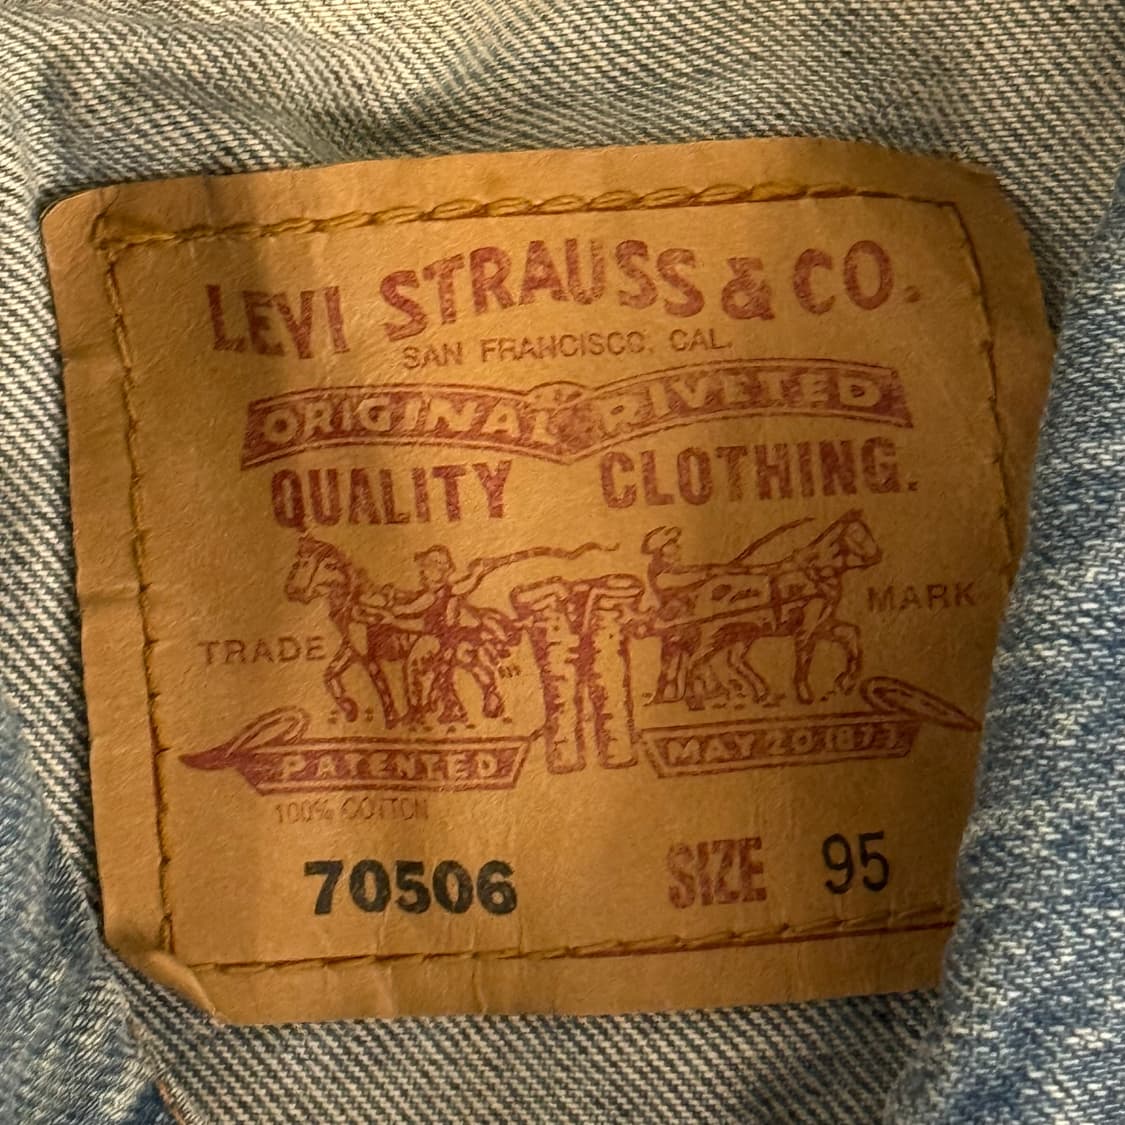 LEVI STRAUSS & CO.
SAN FRANCISCO, CAL.
ORIGINAL RIVETED
QUALITY CLOTHING.
TRADE MARK
PATENTED MAY 20 1873
100% COTTON
70506 SIZE 95